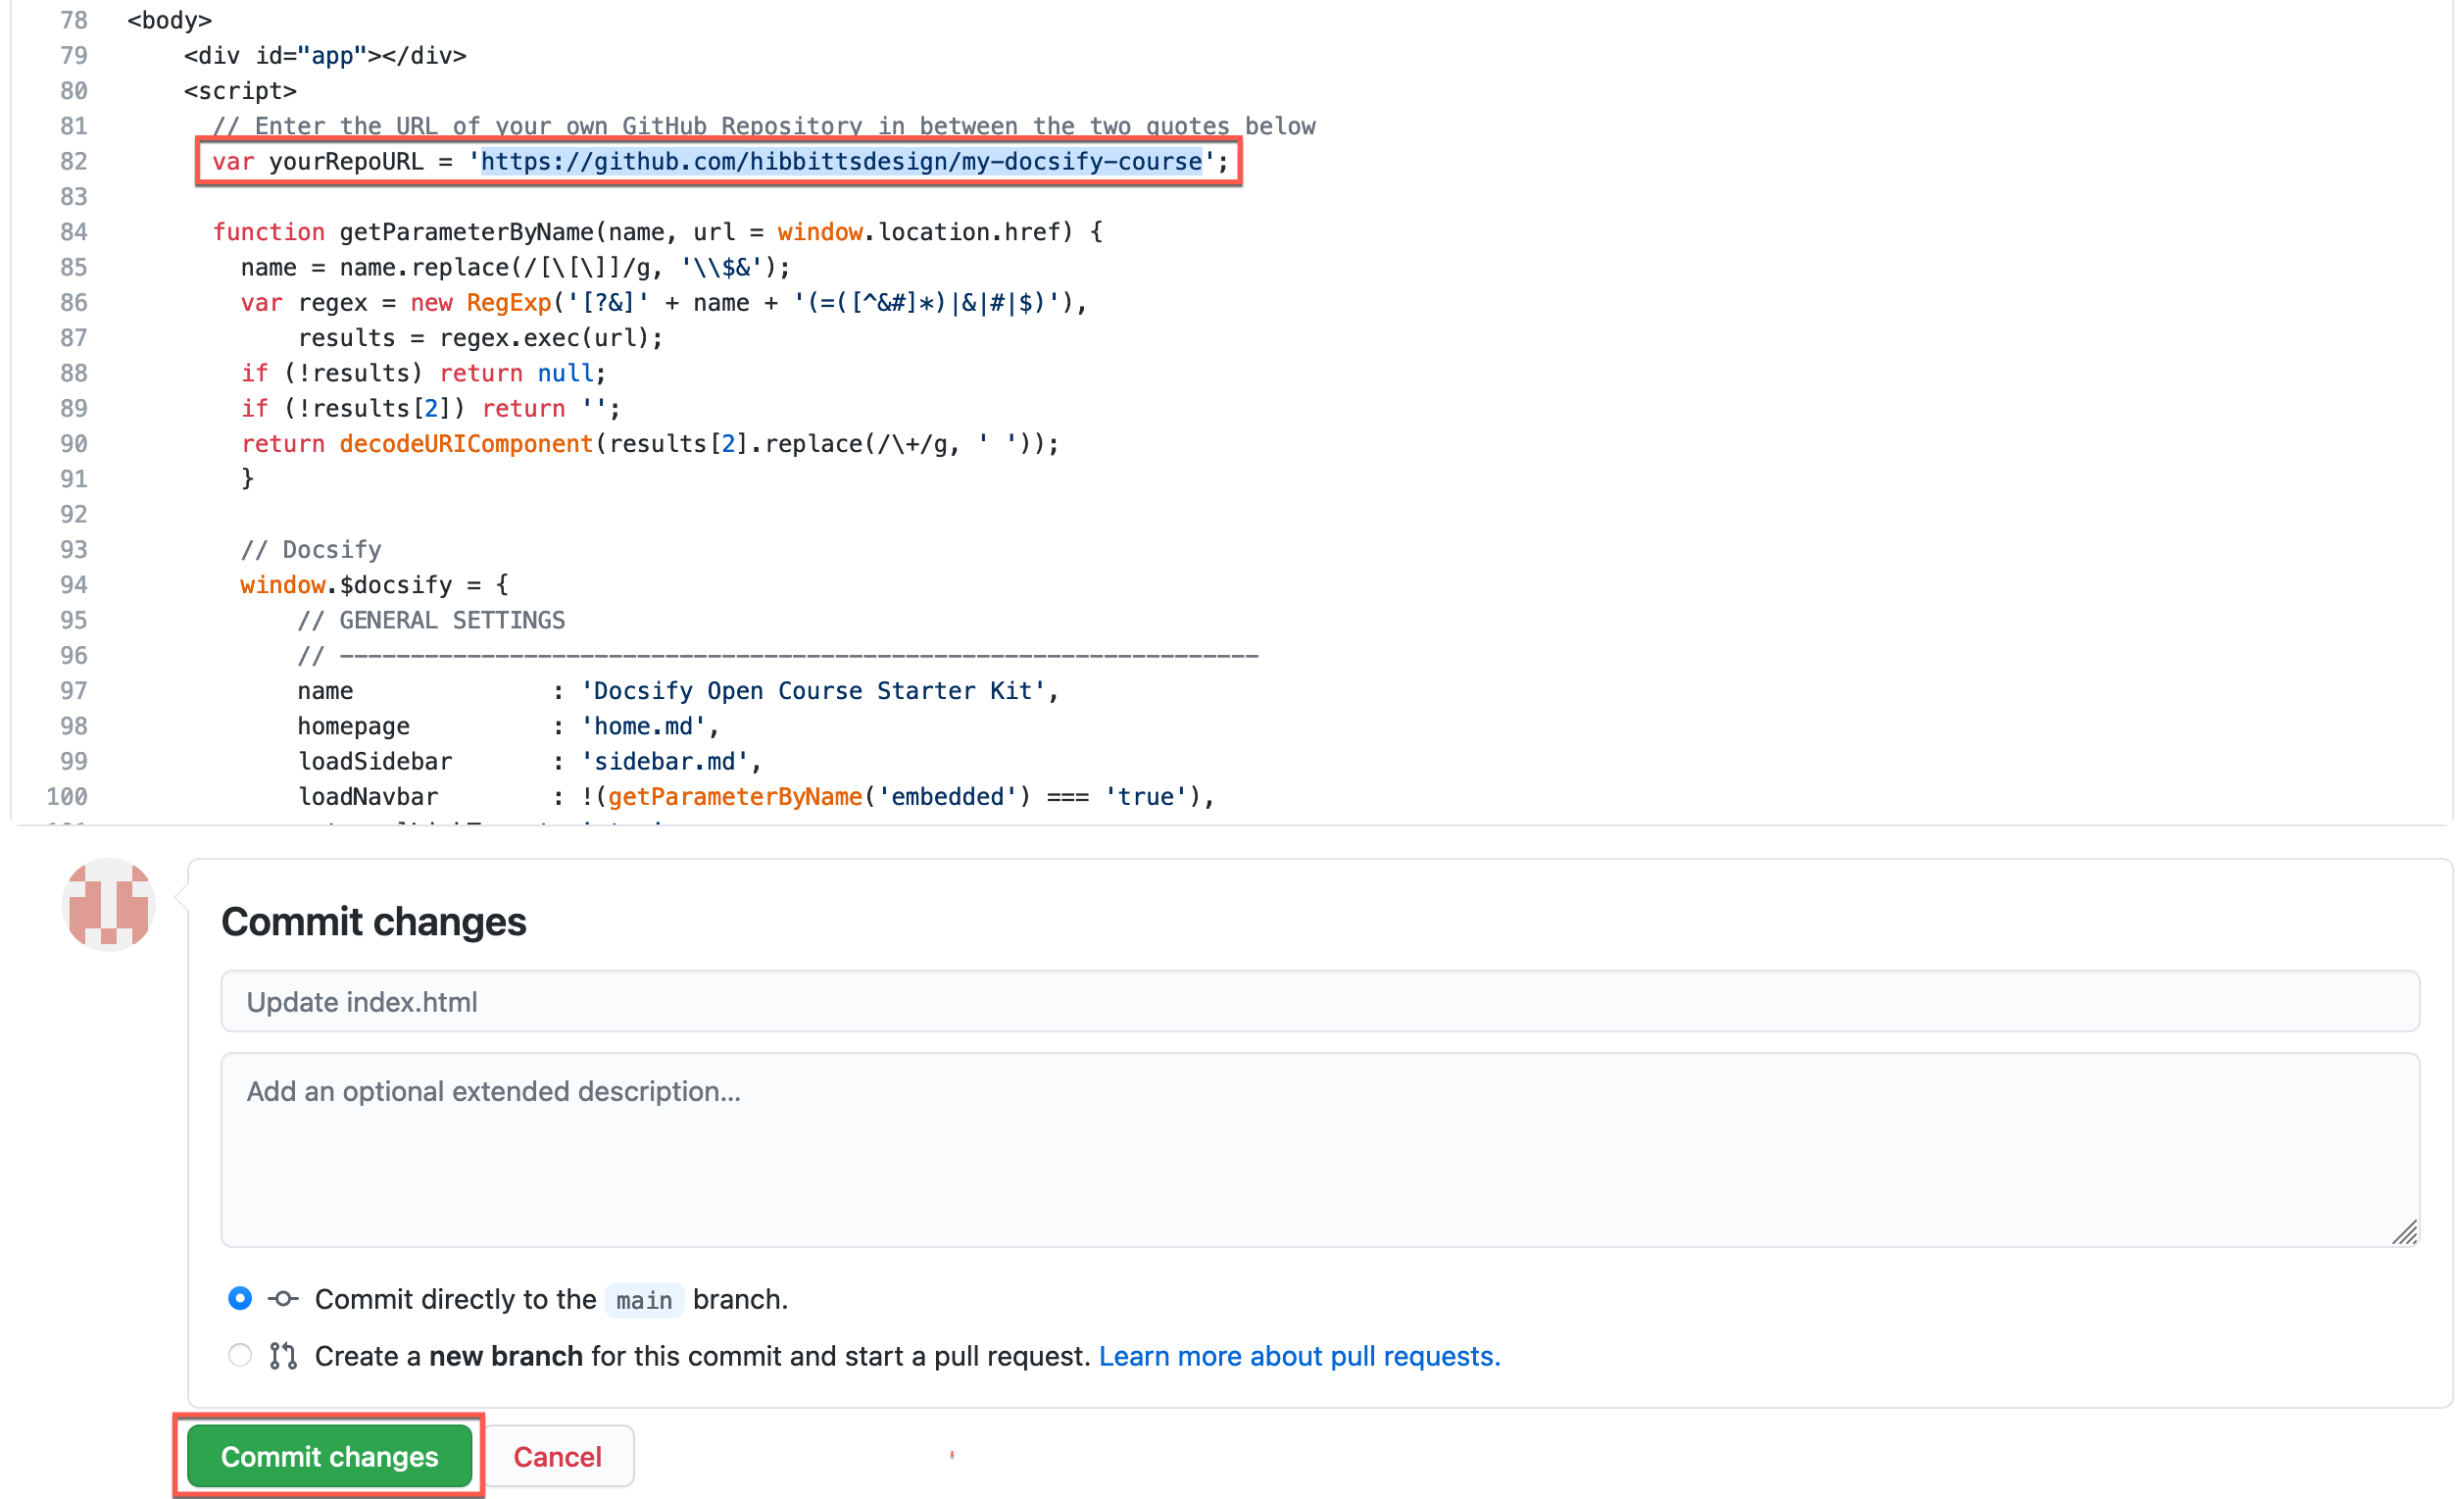 78 <body>
79 <div id="app"></div>
80 <script>
81 // Enter the URL of your own GitHub Repository in between the two quotes below
82 var yourRepoURL = 'https://github.com/hibbittsdesign/my-docsify-course';
83
84 function getParameterByName(name, url = window.location.href) {
85 name = name.replace(/[\[\]]/g, '\\$&');
86 var regex = new RegExp('[?&]' + name + '(=([^&#]*)|&|#|$)'),
87 results = regex.exec(url);
88 if (!results) return null;
89 if (!results[2]) return '';
90 return decodeURIComponent(results[2].replace(/\+/g, ' '));
91 }
92
93 // Docsify
94 window.$docsify = {
95 // GENERAL SETTINGS
96 // -----------------------------------------------------------------
97 name : 'Docsify Open Course Starter Kit',
98 homepage : 'home.md',
99 loadSidebar : 'sidebar.md',
100 loadNavbar : !(getParameterByName('embedded') === 'true'),
Commit changes
Update index.html
Add an optional extended description...
Commit directly to the main branch.
Create a new branch for this commit and start a pull request. Learn more about pull requests.
Commit changes Cancel